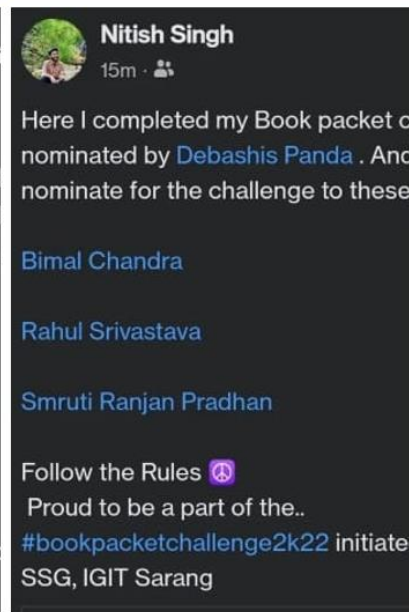 Nitish Singh
15m ·
Here I completed my Book packet
nominated by Debashis Panda . And
nominate for the challenge to these
Bimal Chandra
Rahul Srivastava
Smruti Ranjan Pradhan
Follow the Rules ☮️
Proud to be a part of the..
#bookpacketchallenge2k22 initiate
SSG, IGIT Sarang